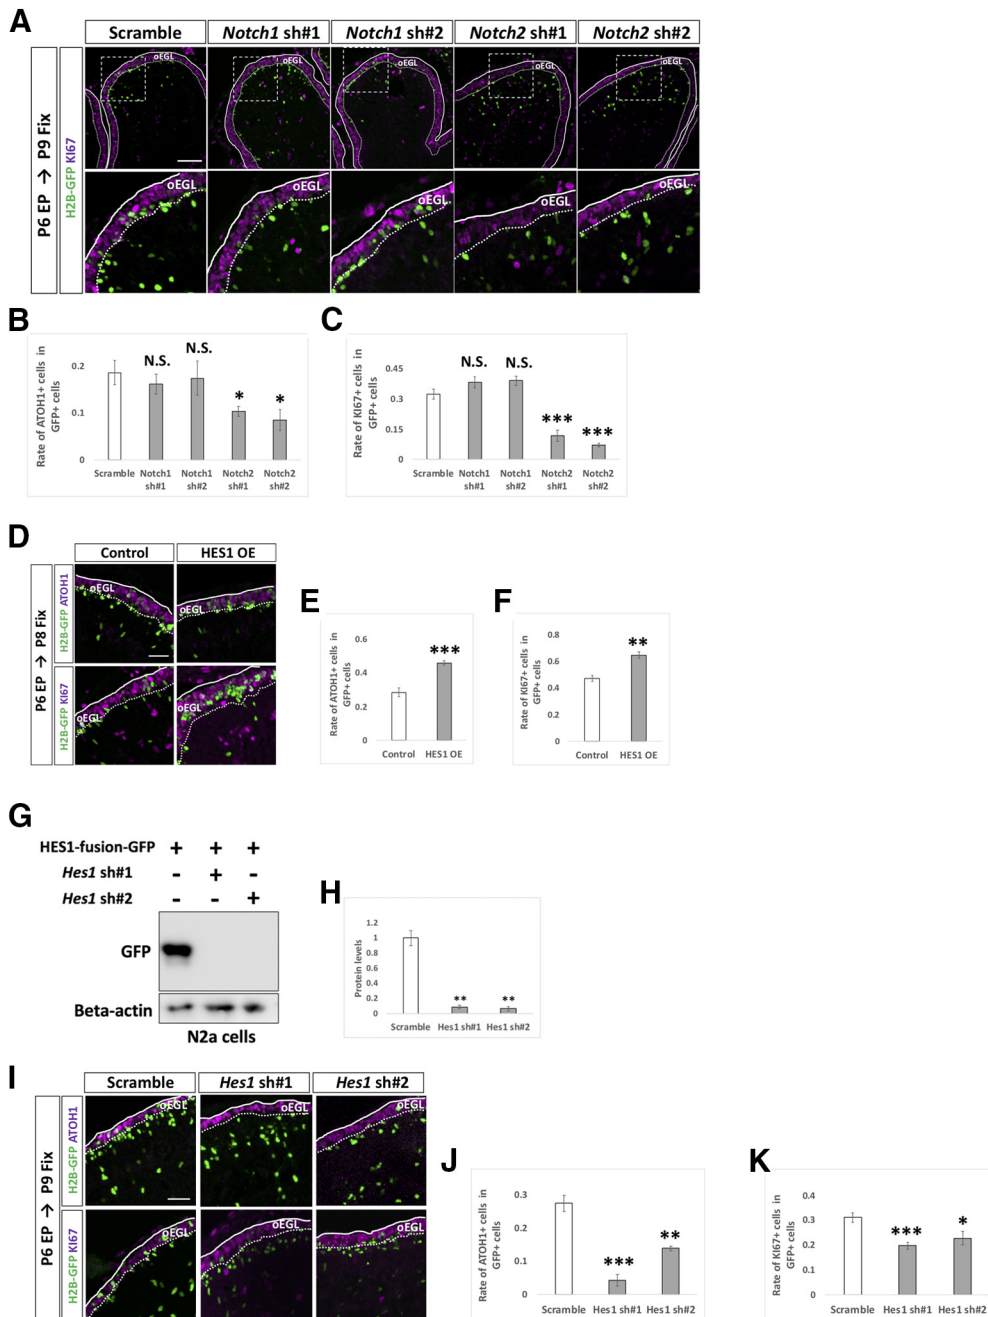 A
Scramble
Notch1 sh#1
Notch1 sh#2
Notch2 sh#1
Notch2 sh#2
P6 EP → P9 Fix
H2B-GFP KI67
oEGL
oEGL
oEGL
oEGL
oEGL
oEGL
oEGL
oEGL
oEGL
oEGL
B
Rate of ATOH1+ cells in
GFP+ cells
0.2
0.1
0
N.S.
N.S.
*
*
Scramble
Notch1
sh#1
Notch1
sh#2
Notch2
sh#1
Notch2
sh#2
C
Rate of KI67+ cells in
GFP+ cells
0.45
0.3
0.15
0
N.S.
N.S.
***
***
Scramble
Notch1
sh#1
Notch1
sh#2
Notch2
sh#1
Notch2
sh#2
D
Control
HES1 OE
P6 EP → P8 Fix
H2B-GFP ATOH1
H2B-GFP KI67
oEGL
oEGL
oEGL
oEGL
E
Rate of ATOH1+ cells in
GFP+ cells
0.6
0.4
0.2
0
***
Control
HES1 OE
F
Rate of KI67+ cells in
GFP+ cells
0.8
0.6
0.4
0.2
0
**
Control
HES1 OE
G
HES1-fusion-GFP + + +
Hes1 sh#1 - + -
Hes1 sh#2 - - +
GFP
Beta-actin
N2a cells
H
Protein levels
1.2
1
0.8
0.6
0.4
0.2
0
**
**
Scramble
Hes1 sh#1
Hes1 sh#2
I
Scramble
Hes1 sh#1
Hes1 sh#2
P6 EP → P9 Fix
H2B-GFP ATOH1
H2B-GFP KI67
oEGL
oEGL
oEGL
oEGL
oEGL
oEGL
J
Rate of ATOH1+ cells in
GFP+ cells
0.3
0.2
0.1
0
***
**
Scramble
Hes1 sh#1
Hes1 sh#2
K
Rate of KI67+ cells in
GFP+ cells
0.4
0.3
0.2
0.1
0
***
*
Scramble
Hes1 sh#1
Hes1 sh#2